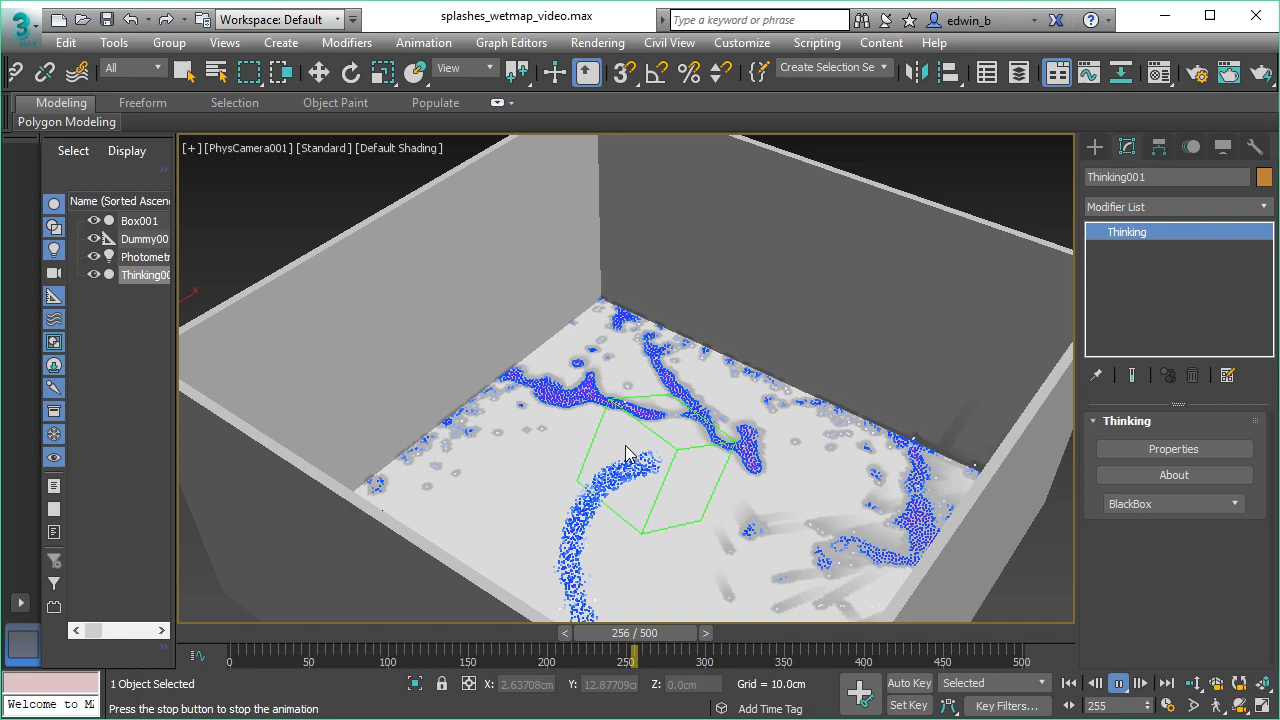 3
MAX
Workspace: Default
splashes_wetmap_video.max
Type a keyword or phrase
edwin_b
Edit Tools Group Views Create Modifiers Animation Graph Editors Rendering Civil View Customize Scripting Content Help
All
View
Create Selection Se
Modeling Freeform Selection Object Paint Populate
Polygon Modeling
Select Display
Name (Sorted Ascen
Box001
Dummy00
Photometr
Thinking00
[+] [PhysCamera001] [Standard] [Default Shading]
x
Thinking001
Modifier List
Thinking
Thinking
Properties
About
BlackBox
256 / 500
0 50 100 150 200 250 300 350 400 450 500
1 Object Selected
X: 2.63708cm Y: 12.87709cm Z: 0.0cm Grid = 10.0cm
Auto Key Selected
Welcome to MA
Press the stop button to stop the animation
Add Time Tag
Set Key Key Filters...
255